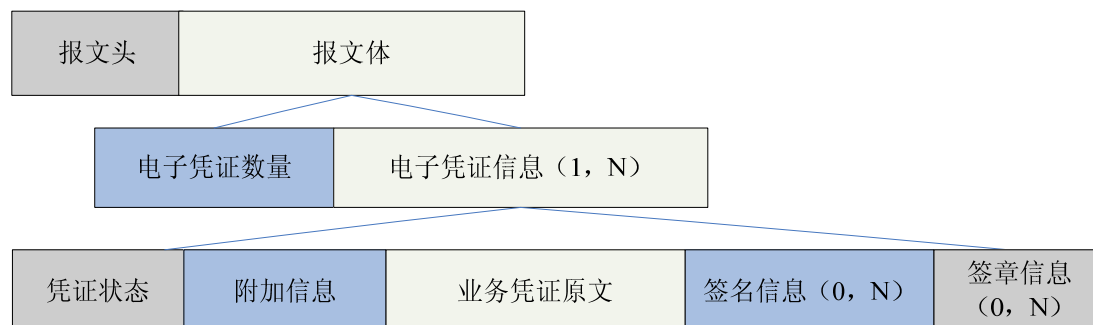 报文头
报文体
电子凭证数量
电子凭证信息（1，N）
凭证状态
附加信息
业务凭证原文
签名信息（0，N）
签章信息
（0，N）